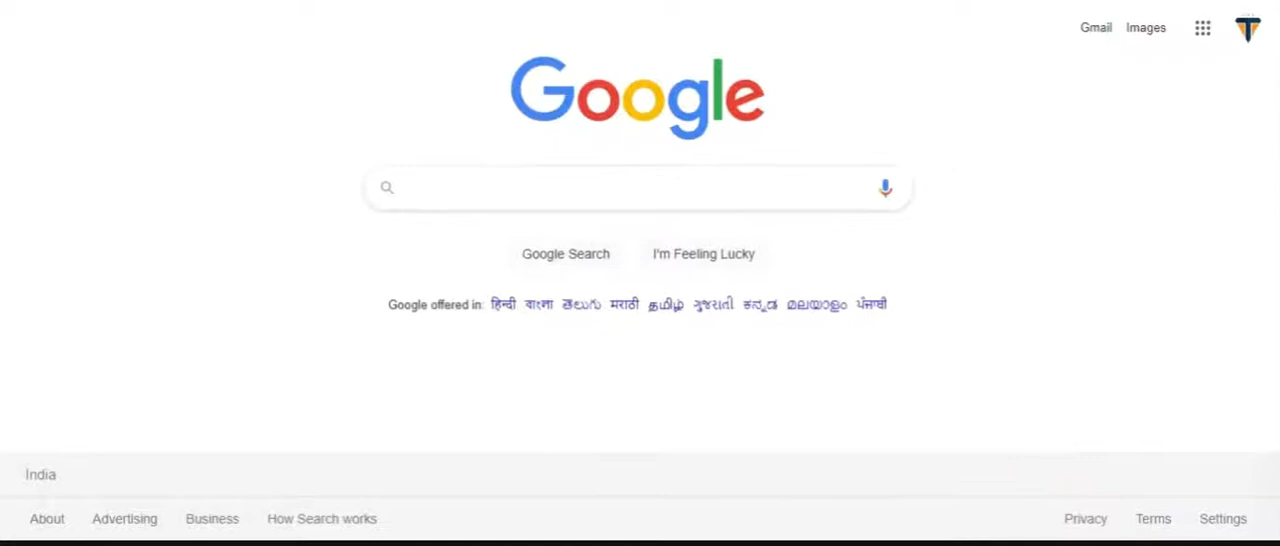 Gmail Images
Google
Google Search I'm Feeling Lucky
Google offered in: हिन्दी বাংলা తెలుగు मराठी தமிழ் ગુજરાતી ಕನ್ನಡ മലയാളം ਪੰਜਾਬੀ
India
About Advertising Business How Search works Privacy Terms Settings